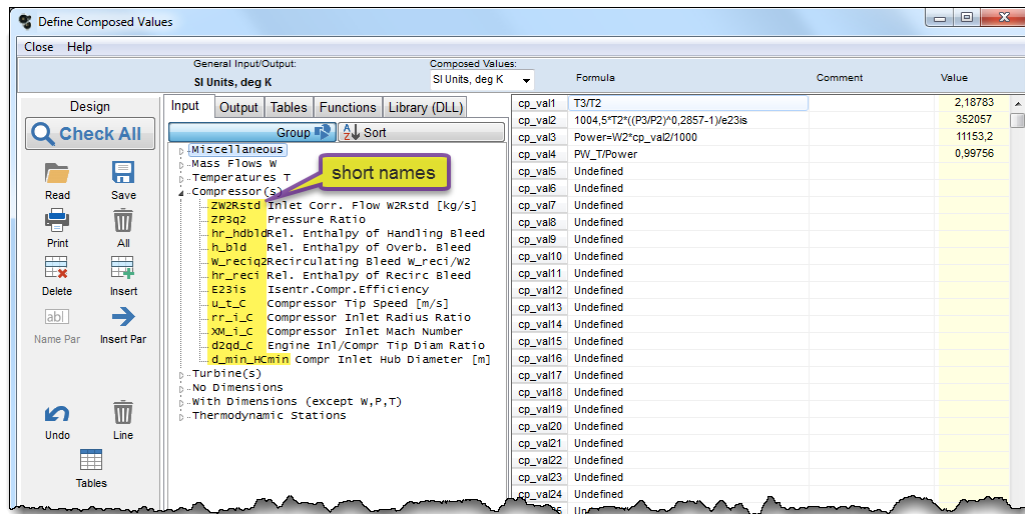 Define Composed Values
Close Help
General Input/Output:
SI Units, deg K
Composed Values:
SI Units, deg K
Formula
Comment
Value
Design
Check All
Read
Save
Print
All
Delete
Insert
ab|
Name Par
Insert Par
Undo
Line
Tables
Input
Output
Tables
Functions
Library (DLL)
Group
A Z Sort
Miscellaneous
Mass Flows W
Temperatures T
short names
Compressor(s)
ZW2Rstd Inlet Corr. Flow W2Rstd [kg/s]
ZP3q2 Pressure Ratio
hr_hdbldRel. Enthalpy of Handling Bleed
h_bld Rel. Enthalpy of Overb. Bleed
W_reciq2Recirculating Bleed W_reci/W2
hr_reci Rel. Enthalpy of Recirc Bleed
E23is Isentr.Compr.Efficiency
u_t_C Compressor Tip Speed [m/s]
rr_i_C Compressor Inlet Radius Ratio
XM_i_C Compressor Inlet Mach Number
d2qd_C Engine Inl/Compr Tip Diam Ratio
d_min_HCmin Compr Inlet Hub Diameter [m]
Turbine(s)
No Dimensions
With Dimensions (except W,P,T)
Thermodynamic Stations
cp_val1 T3/T2 2,18783
cp_val2 1004,5*T2*((P3/P2)^0,2857-1)/e23is 352057
cp_val3 Power=W2*cp_val2/1000 11153,2
cp_val4 PW_T/Power 0,99756
cp_val5 Undefined
cp_val6 Undefined
cp_val7 Undefined
cp_val8 Undefined
cp_val9 Undefined
cp_val10 Undefined
cp_val11 Undefined
cp_val12 Undefined
cp_val13 Undefined
cp_val14 Undefined
cp_val15 Undefined
cp_val16 Undefined
cp_val17 Undefined
cp_val18 Undefined
cp_val19 Undefined
cp_val20 Undefined
cp_val21 Undefined
cp_val22 Undefined
cp_val23 Undefined
cp_val24 Undefined